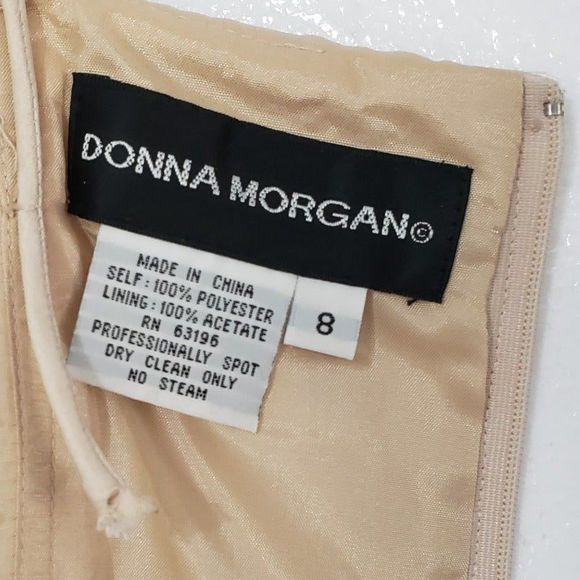 DONNA MORGAN©
MADE IN CHINA
SELF: 100% POLYESTER
LINING: 100% ACETATE
RN 63196
PROFESSIONALLY SPOT
DRY CLEAN ONLY
NO STEAM
8